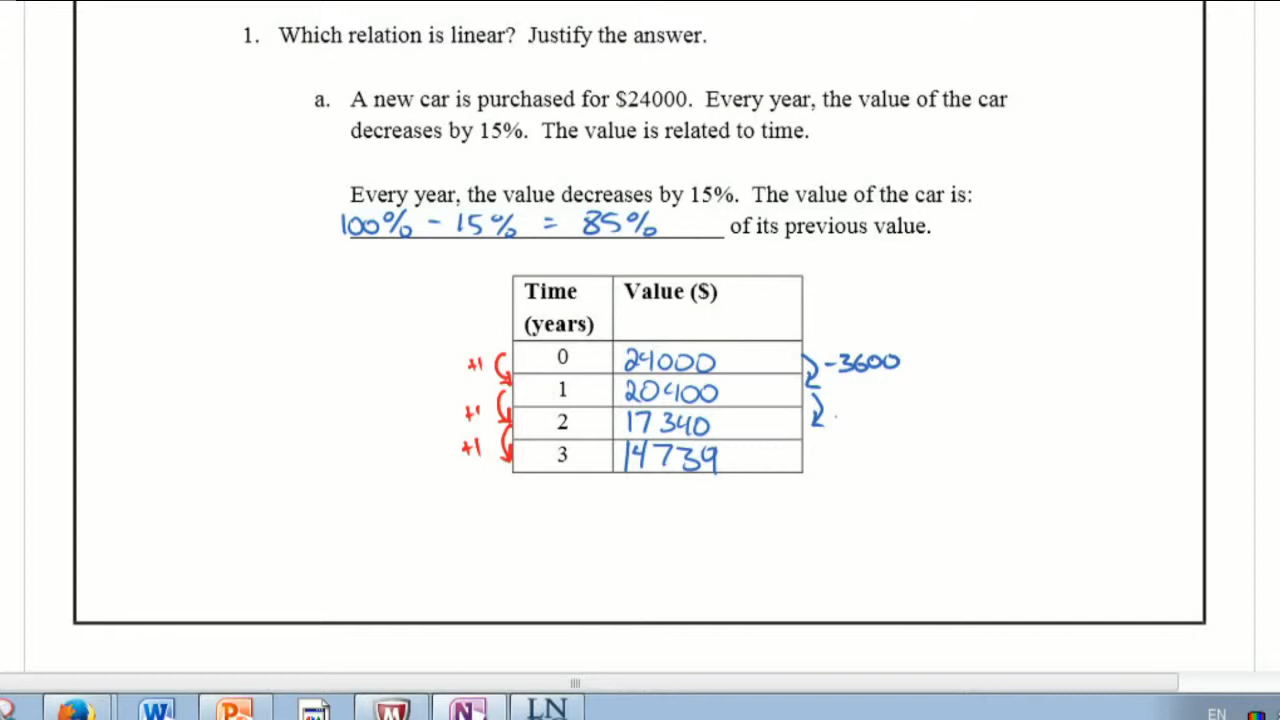 1. Which relation is linear? Justify the answer.
a. A new car is purchased for $24000. Every year, the value of the car
decreases by 15%. The value is related to time.
Every year, the value decreases by 15%. The value of the car is:
100% - 15% = 85% of its previous value.
Time (years) Value ($)
+1 0 24000 -3600
+1 1 20400
+1 2 17340
3 14739
W P N LN EN